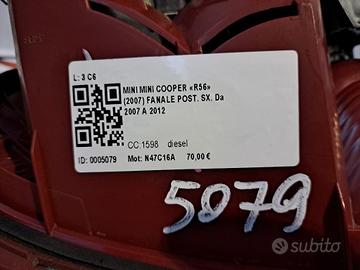 L: 3 C6
MINI MINI COOPER «R56»
(2007) FANALE POST. SX. Da
2007 A 2012
CC:1598 diesel
ID: 0005079 Mot: N47C16A 70,00 €
5079
subito